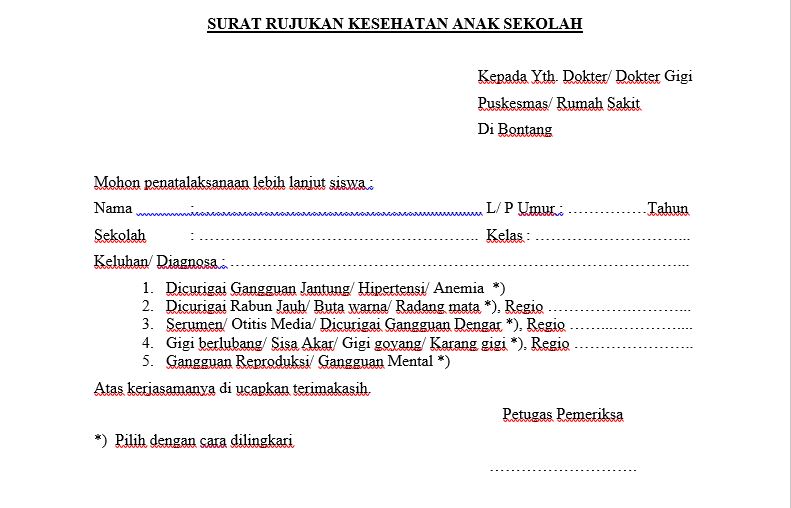 SURAT RUJUKAN KESEHATAN ANAK SEKOLAH
Kepada Yth. Dokter/ Dokter Gigi
Puskesmas/ Rumah Sakit
Di Bontang
Mohon penatalaksanaan lebih lanjut siswa :
Nama : L/ P Umur : ……………Tahun
Sekolah : …………………………………………….. Kelas : ………………………..
Keluhan/ Diagnosa : ……………………………………………………………………………..
1. Dicurigai Gangguan Jantung/ Hipertensi/ Anemia *)
2. Dicurigai Rabun Jauh/ Buta warna/ Radang mata *), Regio ………………………
3. Serumen/ Otitis Media/ Dicurigai Gangguan Dengar *), Regio …………………...
4. Gigi berlubang/ Sisa Akar/ Gigi goyang/ Karang gigi *), Regio …………………..
5. Gangguan Reproduksi/ Gangguan Mental *)
Atas kerjasamanya di ucapkan terimakasih.
Petugas Pemeriksa
*) Pilih dengan cara dilingkari
……………………….